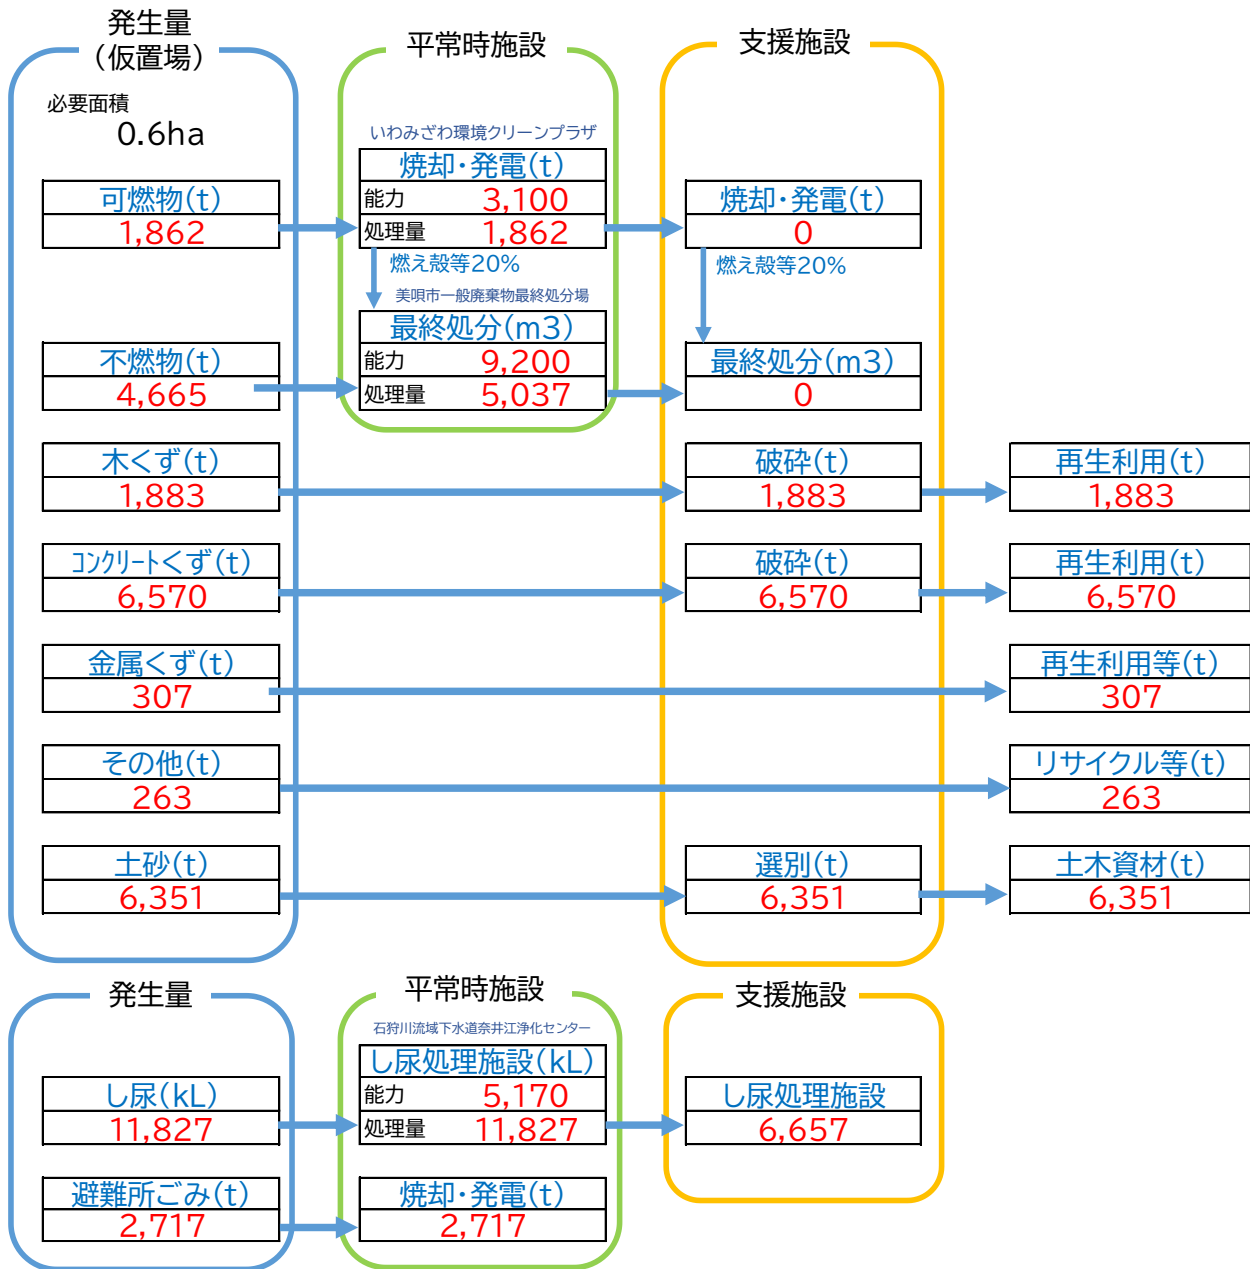 発生量
(仮置場)
平常時施設
支援施設
必要面積
0.6ha
いわみざわ環境クリーンプラザ
焼却・発電(t)
能力 3,100
処理量 1,862
可燃物(t)
1,862
焼却・発電(t)
0
燃え殻等20%
燃え殻等20%
美唄市一般廃棄物最終処分場
最終処分(m3)
能力 9,200
処理量 5,037
不燃物(t)
4,665
最終処分(m3)
0
木くず(t)
1,883
破砕(t)
1,883
再生利用(t)
1,883
コンクリートくず(t)
6,570
破砕(t)
6,570
再生利用(t)
6,570
金属くず(t)
307
再生利用等(t)
307
その他(t)
263
リサイクル等(t)
263
土砂(t)
6,351
選別(t)
6,351
土木資材(t)
6,351
発生量
平常時施設
支援施設
石狩川流域下水道奈井江浄化センター
し尿処理施設(kL)
能力 5,170
処理量 11,827
し尿(kL)
11,827
し尿処理施設
6,657
避難所ごみ(t)
2,717
焼却・発電(t)
2,717